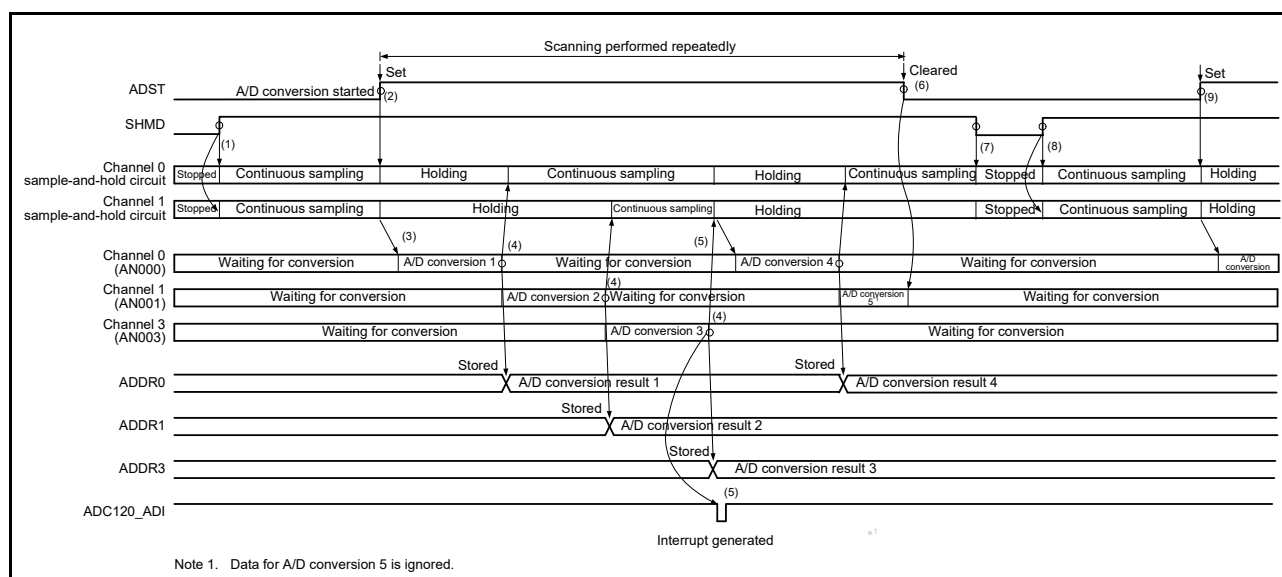 Scanning performed repeatedly
Set Cleared Set
ADST A/D conversion started (2) (6) (9)
SHMD (1) (7) (8)
Channel 0 sample-and-hold circuit Stopped Continuous sampling Holding Continuous sampling Holding Continuous sampling Stopped Continuous sampling Holding
Channel 1 sample-and-hold circuit Stopped Continuous sampling Holding Continuous sampling Holding Stopped Continuous sampling Holding
(3) (4) (5)
Channel 0 (AN000) Waiting for conversion A/D conversion 1 Waiting for conversion A/D conversion 4 Waiting for conversion A/D conversion
(4)
Channel 1 (AN001) Waiting for conversion A/D conversion 2 Waiting for conversion A/D conversion 5 Waiting for conversion
(4)
Channel 3 (AN003) Waiting for conversion A/D conversion 3 Waiting for conversion
Stored Stored
ADDR0 A/D conversion result 1 A/D conversion result 4
Stored
ADDR1 A/D conversion result 2
Stored
ADDR3 A/D conversion result 3
(5)
ADC120_ADI
Interrupt generated *1
Note 1. Data for A/D conversion 5 is ignored.